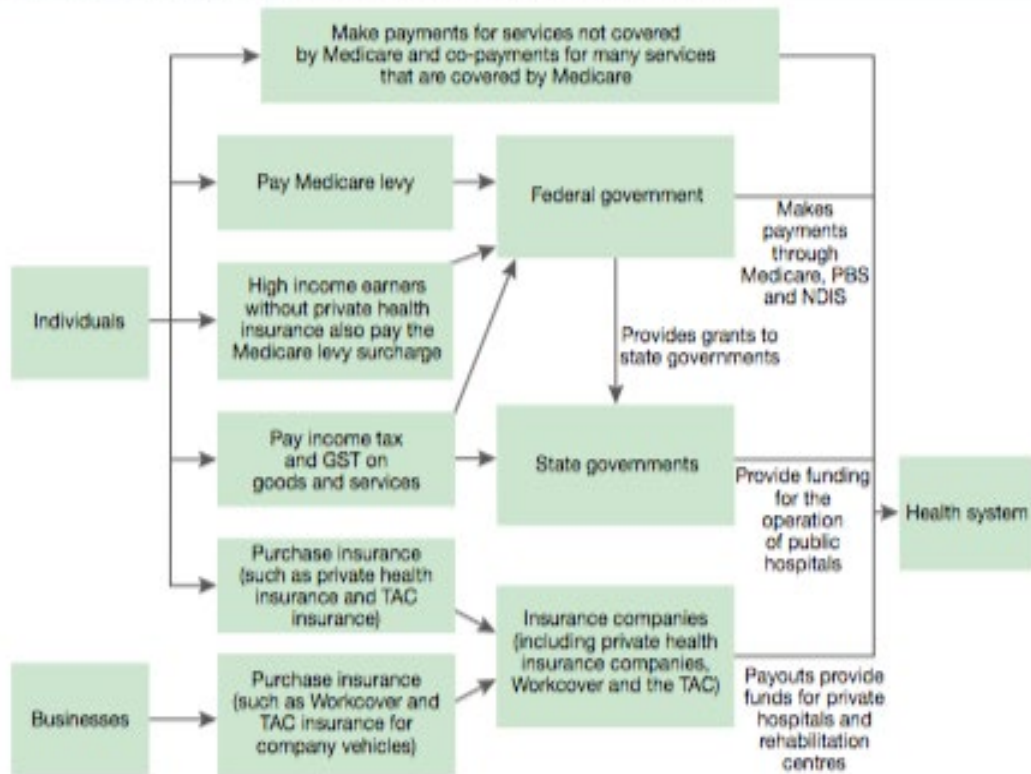 Make payments for services not covered
by Medicare and co-payments for many services
that are covered by Medicare
Pay Medicare levy
Federal government
Makes
payments
through
Medicare, PBS
and NDIS
Individuals
High income earners
without private health
insurance also pay the
Medicare levy surcharge
Provides grants to
state governments
Pay income tax
and GST on
goods and services
State governments
Provide funding
for the
operation
of public
hospitals
Health system
Purchase insurance
(such as private health
insurance and TAC
insurance)
Insurance companies
(including private health
insurance companies,
Workcover and the TAC)
Payouts provide
funds for private
hospitals and
rehabilitation
centres
Businesses
Purchase insurance
(such as Workcover and
TAC insurance for
company vehicles)